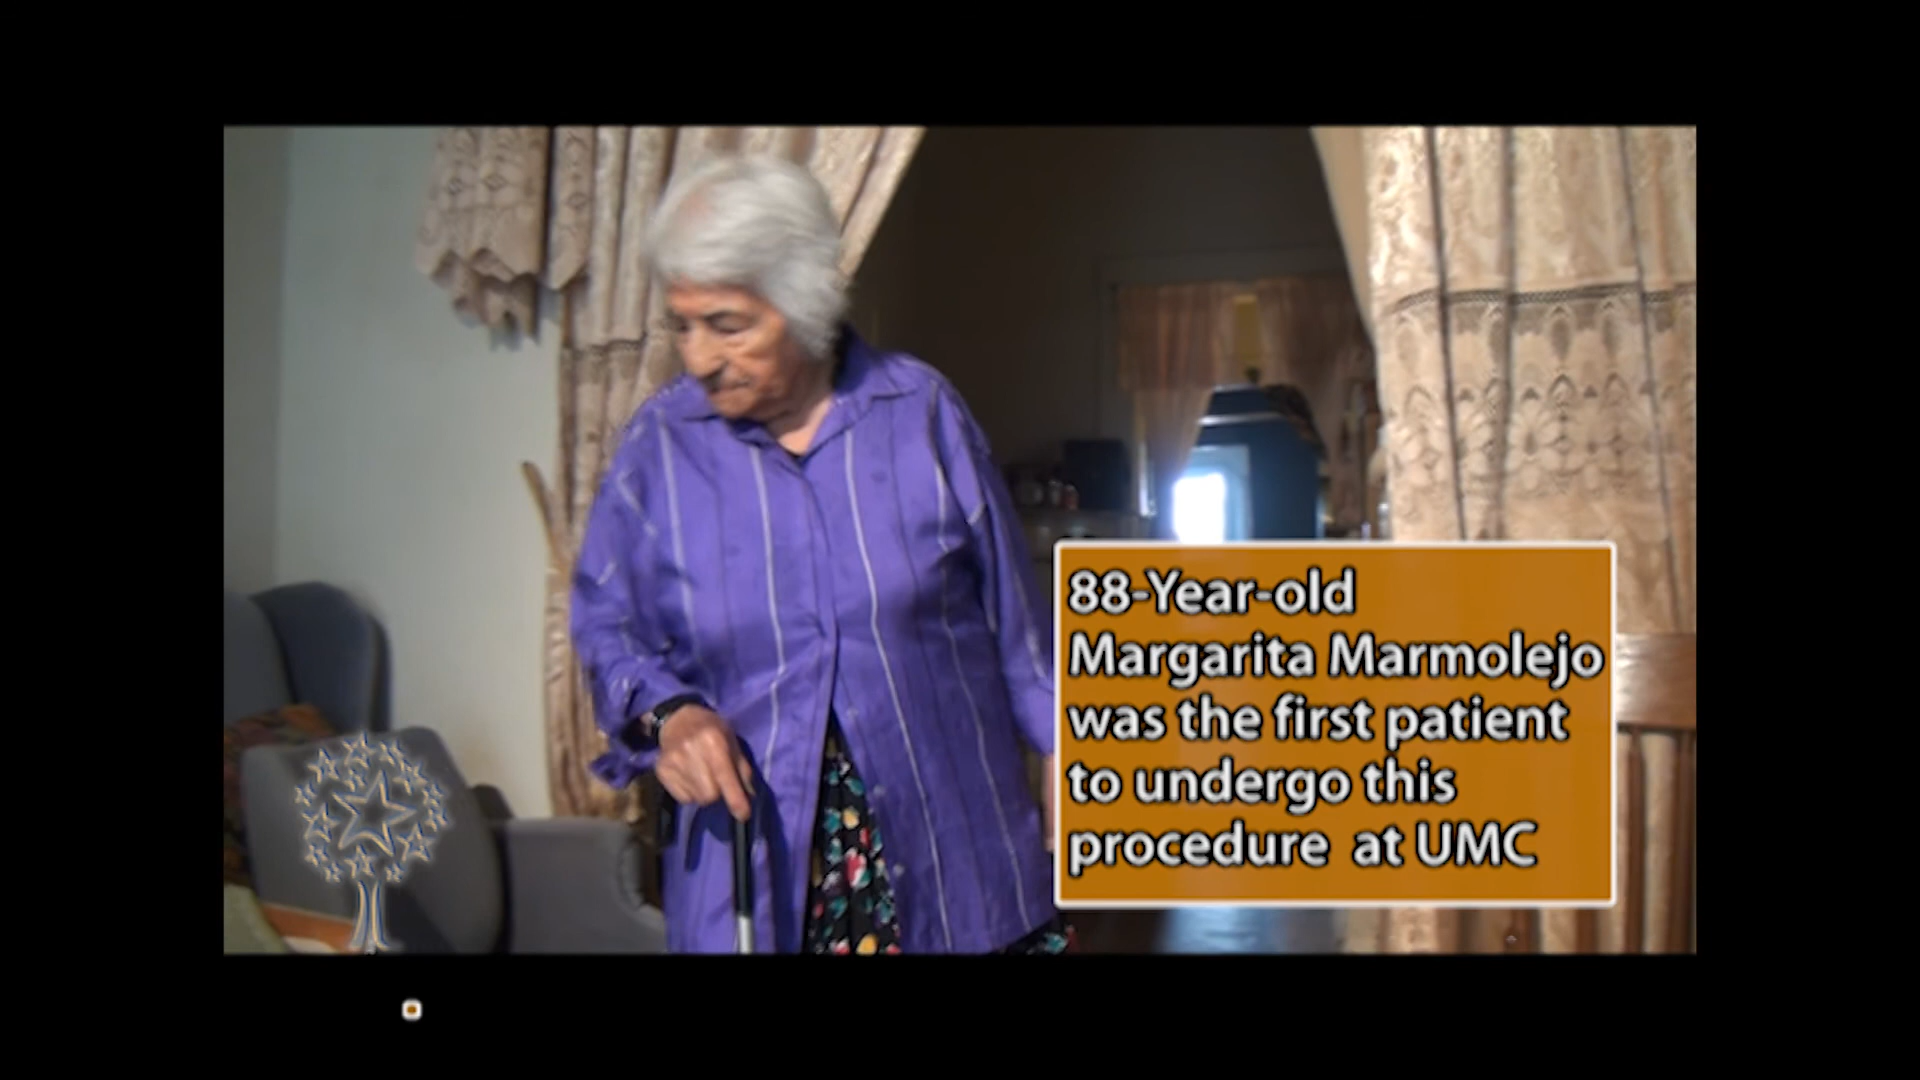 88-Year-old
Margarita Marmolejo
was the first patient
to undergo this
procedure at UMC